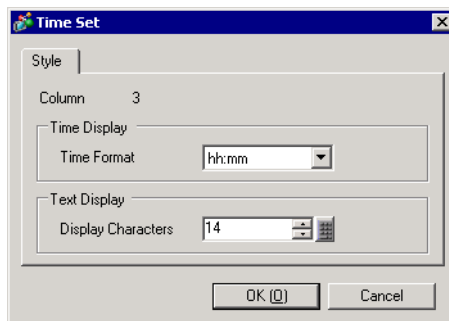 Time Set
Style
Column 3
Time Display
Time Format hh:mm
Text Display
Display Characters 14
OK (O) Cancel